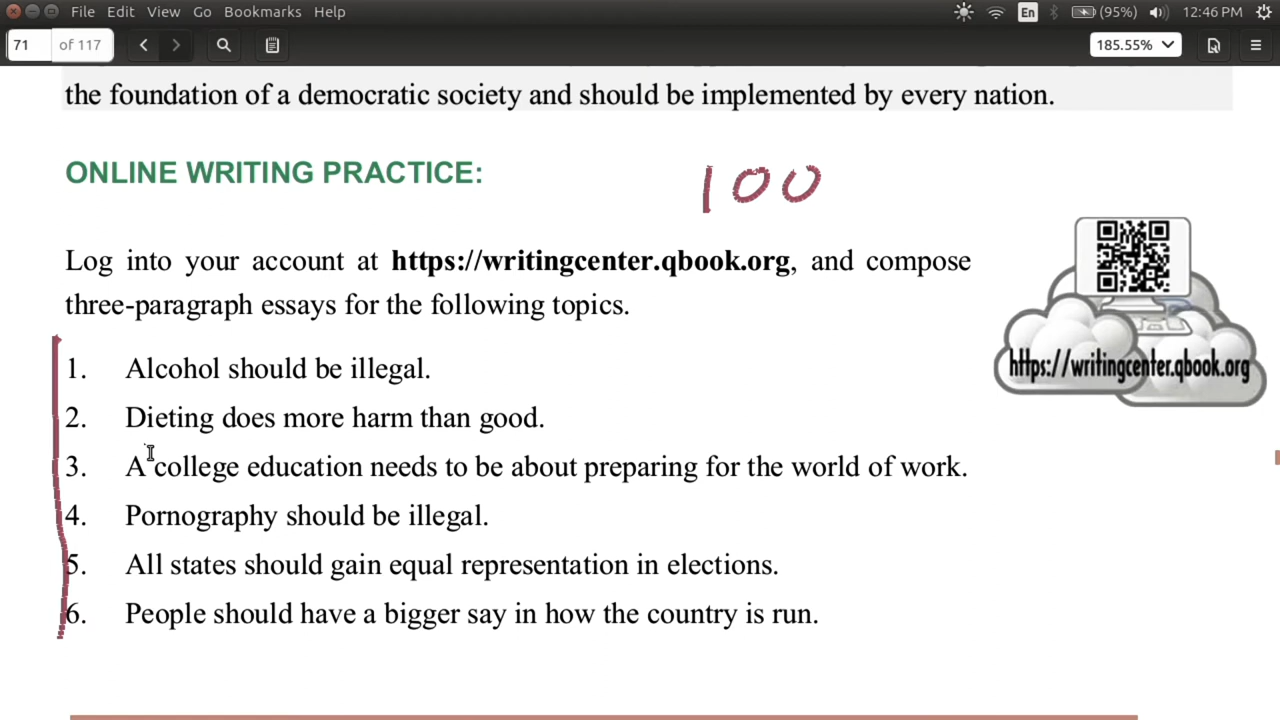 File Edit View Go Bookmarks Help En (95%) 12:46 PM
71 of 117 185.55%
the foundation of a democratic society and should be implemented by every nation.
ONLINE WRITING PRACTICE:
100
Log into your account at https://writingcenter.qbook.org, and compose
three-paragraph essays for the following topics.
https://writingcenter.qbook.org
1. Alcohol should be illegal.
2. Dieting does more harm than good.
3. A college education needs to be about preparing for the world of work.
4. Pornography should be illegal.
5. All states should gain equal representation in elections.
6. People should have a bigger say in how the country is run.